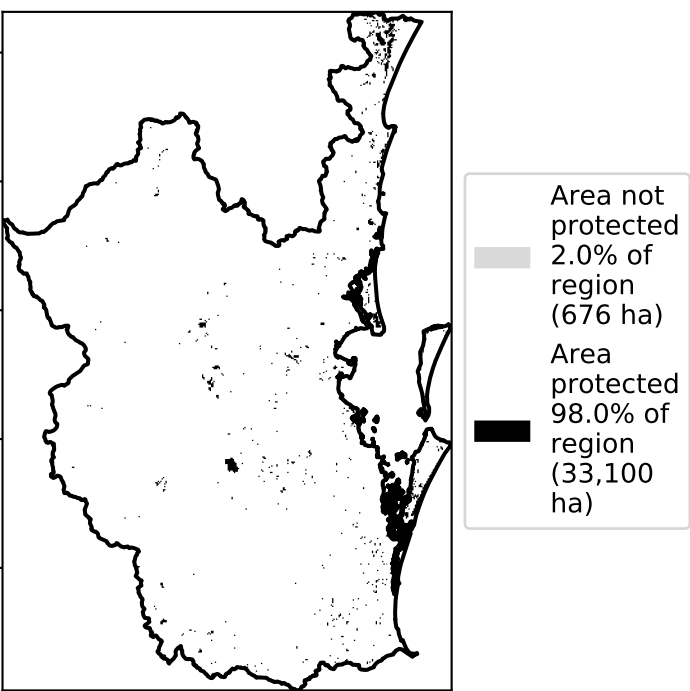 Area not
protected
2.0% of
region
(676 ha)
Area
protected
98.0% of
region
(33,100
ha)